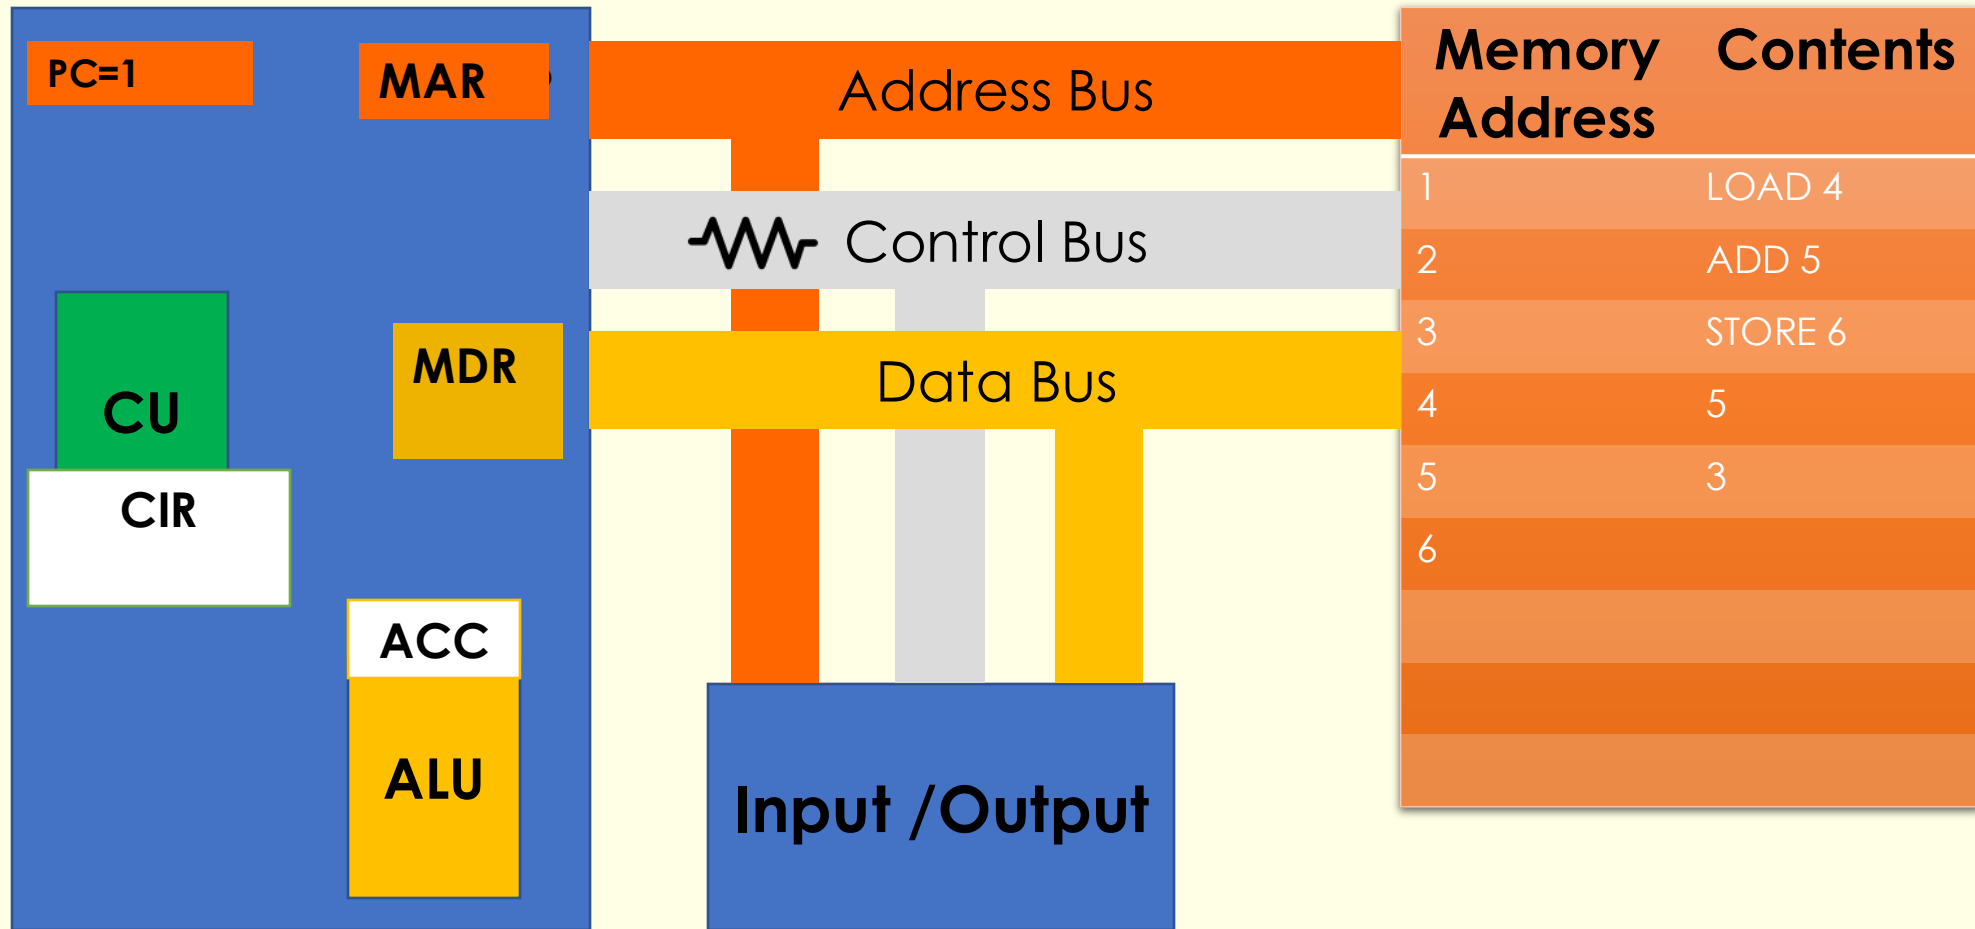 PC=1
MAR
Address Bus
Control Bus
Data Bus
CU
MDR
CIR
ACC
ALU
Input /Output
Memory Contents
Address
1 LOAD 4
2 ADD 5
3 STORE 6
4 5
5 3
6